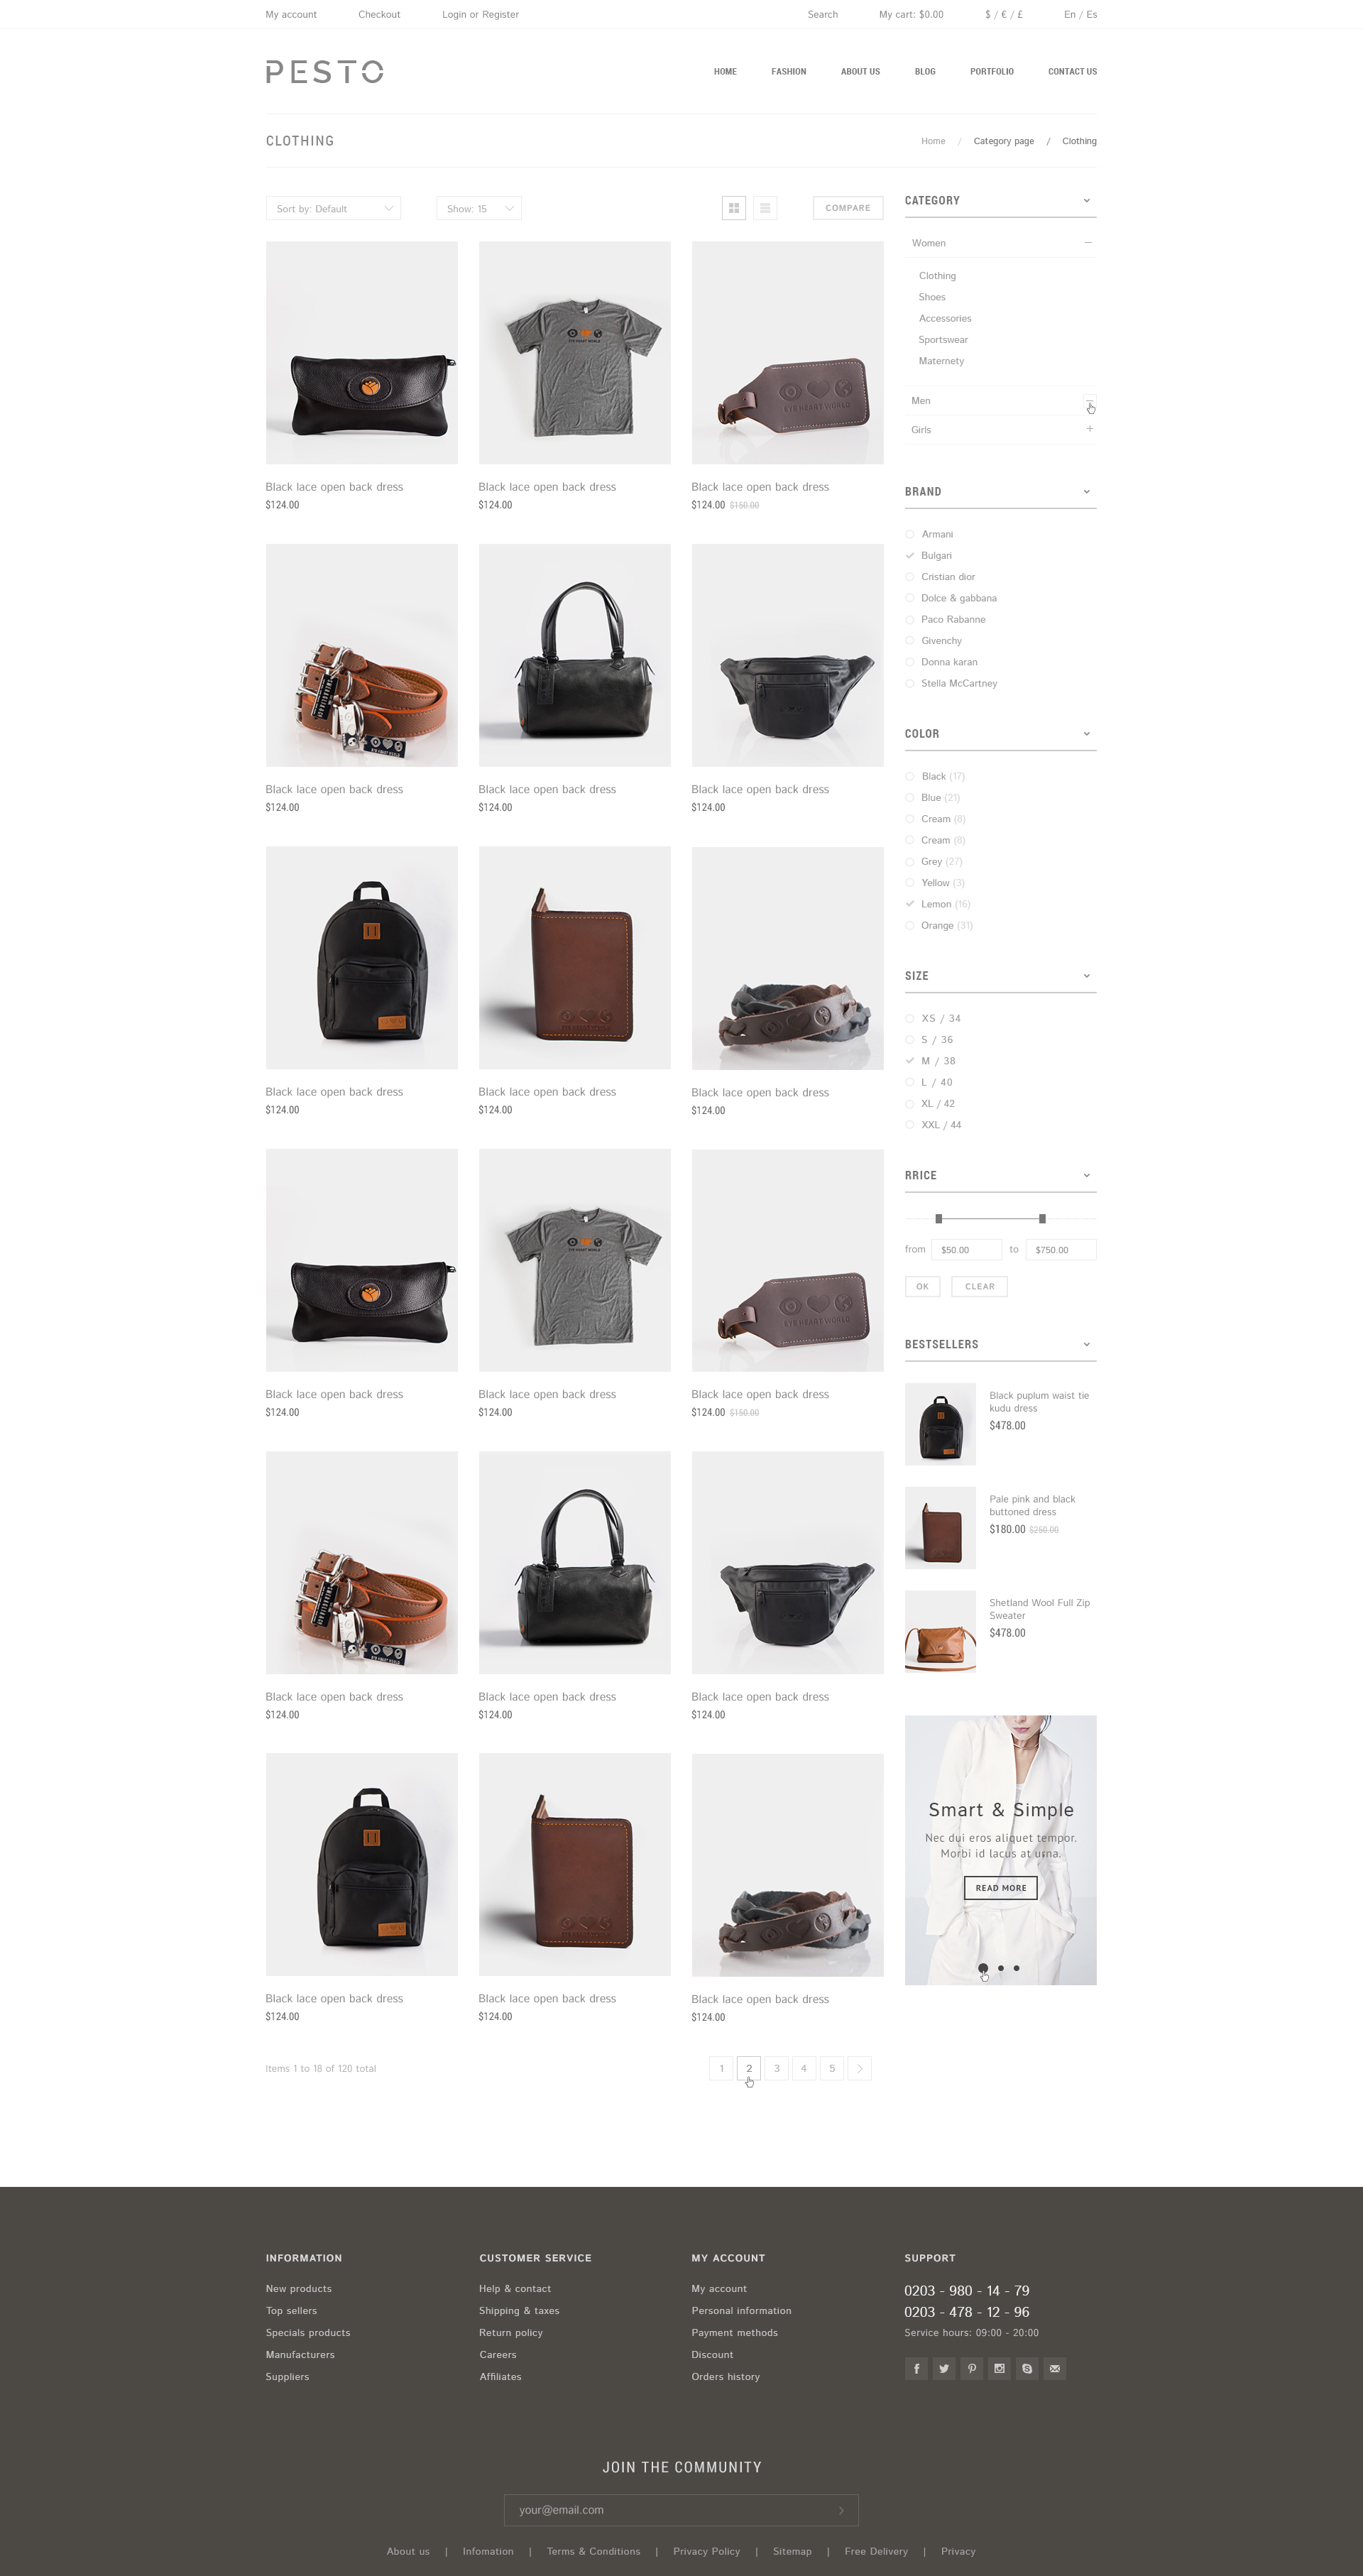 My account Checkout Login or Register Search My cart: $0.00 $ / € / £ En / Es
PESTO
HOME FASHION ABOUT US BLOG PORTFOLIO CONTACT US
CLOTHING
Home / Category page / Clothing
Sort by: Default Show: 15 COMPARE
EYE HEART WORLD
EYE HEART WORLD
Black lace open back dress Black lace open back dress Black lace open back dress
$124.00 $124.00 $124.00 $150.00
Black lace open back dress Black lace open back dress Black lace open back dress
$124.00 $124.00 $124.00
Black lace open back dress Black lace open back dress Black lace open back dress
$124.00 $124.00 $124.00
EYE HEART WORLD
EYE HEART WORLD
Black lace open back dress Black lace open back dress Black lace open back dress
$124.00 $124.00 $124.00 $150.00
Black lace open back dress Black lace open back dress Black lace open back dress
$124.00 $124.00 $124.00
Black lace open back dress Black lace open back dress Black lace open back dress
$124.00 $124.00 $124.00
Items 1 to 18 of 120 total 1 2 3 4 5
CATEGORY
Women
Clothing
Shoes
Accessories
Sportswear
Maternety
Men
Girls
BRAND
Armani
Bulgari
Cristian dior
Dolce & gabbana
Paco Rabanne
Givenchy
Donna karan
Stella McCartney
COLOR
Black (17)
Blue (21)
Cream (8)
Cream (8)
Grey (27)
Yellow (3)
Lemon (16)
Orange (31)
SIZE
XS / 34
S / 36
M / 38
L / 40
XL / 42
XXL / 44
RRICE
from $50.00 to $750.00
OK CLEAR
BESTSELLERS
Black puplum waist tie
kudu dress
$478.00
Pale pink and black
buttoned dress
$180.00 $250.00
Shetland Wool Full Zip
Sweater
$478.00
Smart & Simple
Nec dui eros aliquet tempor.
Morbi id lacus at urna.
READ MORE
INFORMATION
New products
Top sellers
Specials products
Manufacturers
Suppliers
CUSTOMER SERVICE
Help & contact
Shipping & taxes
Return policy
Careers
Affiliates
MY ACCOUNT
My account
Personal information
Payment methods
Discount
Orders history
SUPPORT
0203 - 980 - 14 - 79
0203 - 478 - 12 - 96
Service hours: 09:00 - 20:00
JOIN THE COMMUNITY
your@email.com
About us | Infomation | Terms & Conditions | Privacy Policy | Sitemap | Free Delivery | Privacy